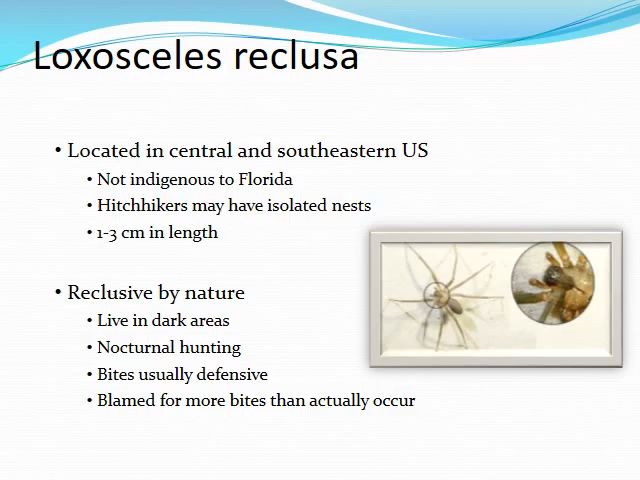 Loxosceles reclusa
• Located in central and southeastern US
• Not indigenous to Florida
• Hitchhikers may have isolated nests
• 1-3 cm in length
• Reclusive by nature
• Live in dark areas
• Nocturnal hunting
• Bites usually defensive
• Blamed for more bites than actually occur